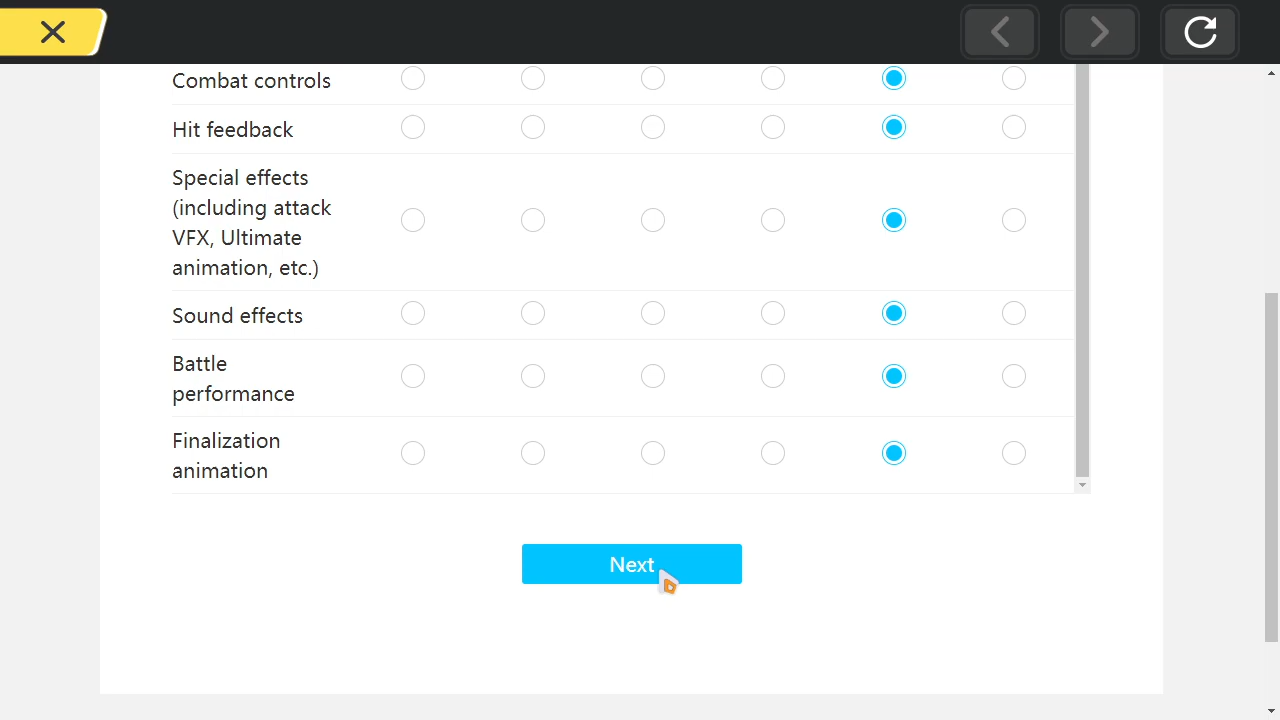 Combat controls
Hit feedback
Special effects
(including attack
VFX, Ultimate
animation, etc.)
Sound effects
Battle
performance
Finalization
animation
Next